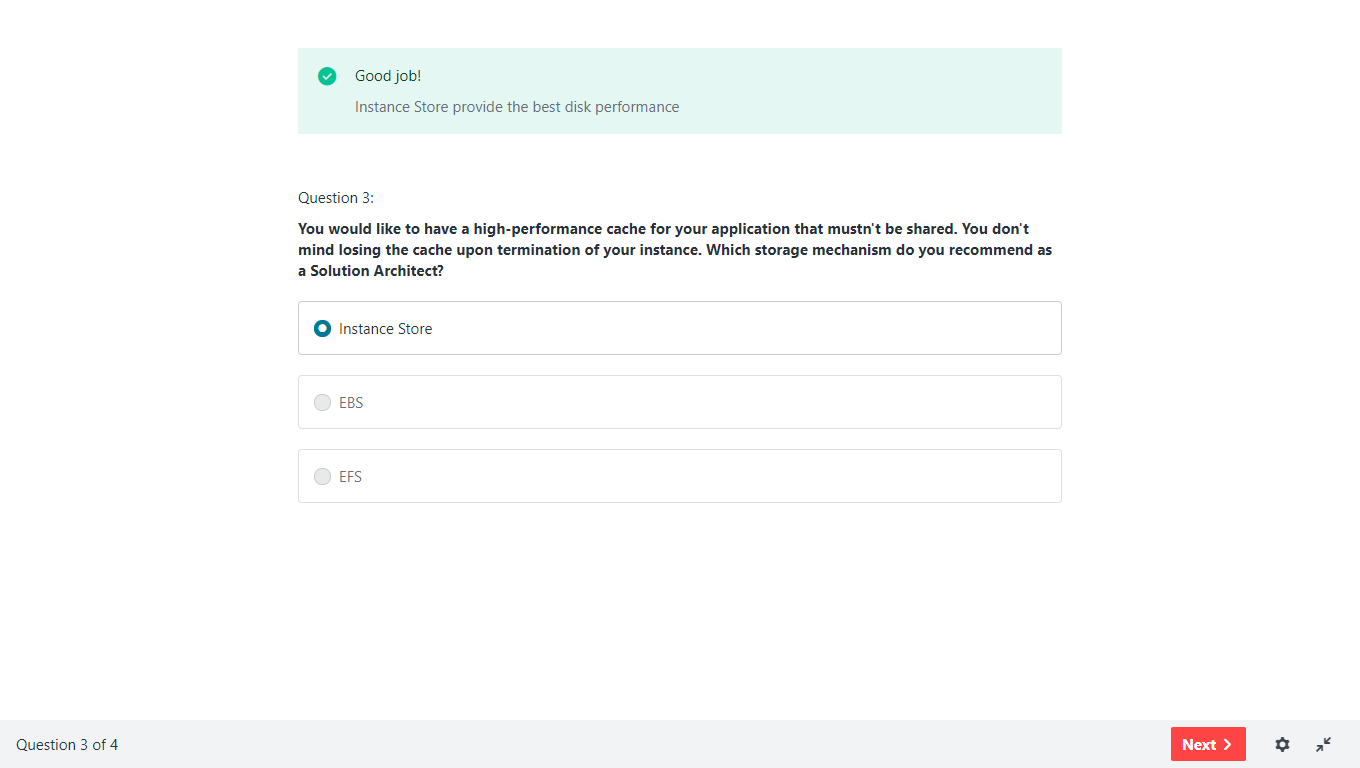 Good job!
Instance Store provide the best disk performance
Question 3:
You would like to have a high-performance cache for your application that mustn't be shared. You don't
mind losing the cache upon termination of your instance. Which storage mechanism do you recommend as
a Solution Architect?
Instance Store
EBS
EFS
Question 3 of 4
Next